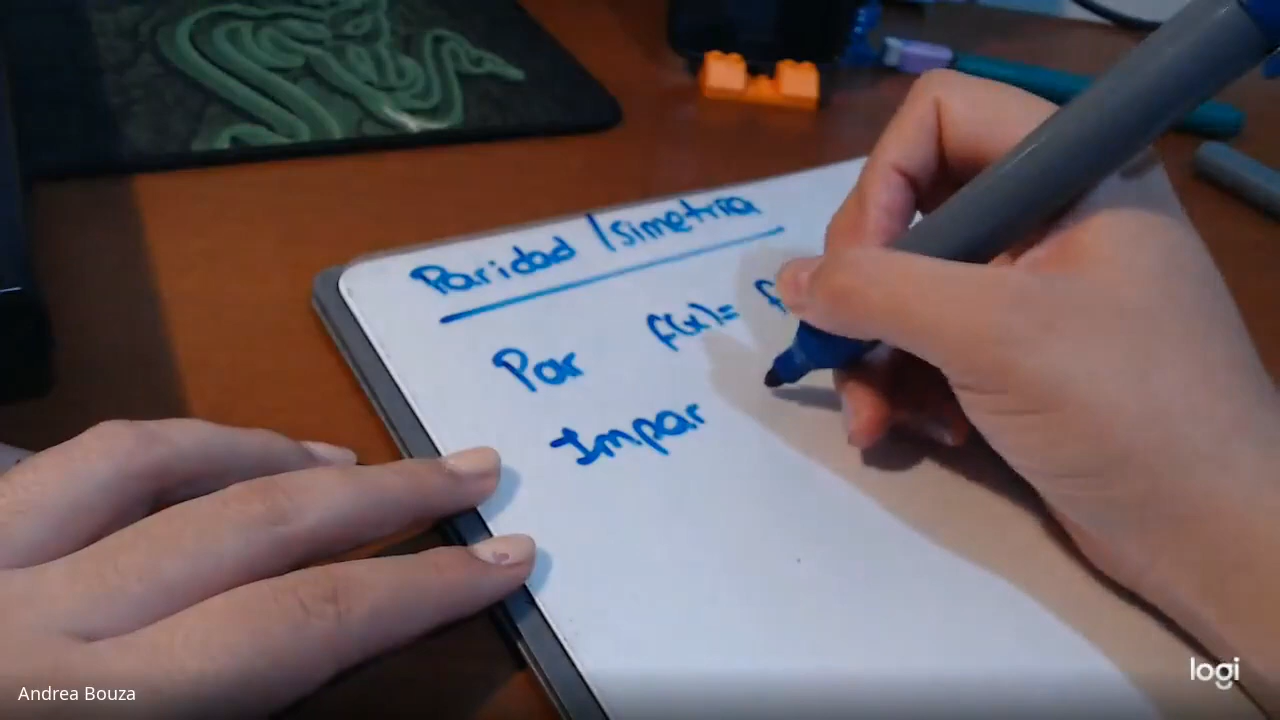 Paridad / simetria
Par f(x)= f
Impar
Andrea Bouza
logi